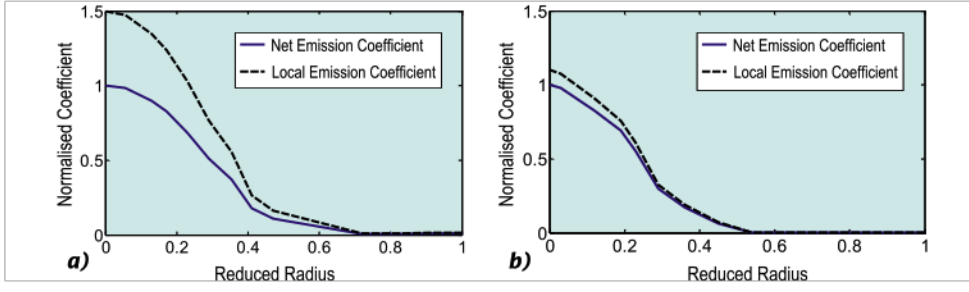 1.5
1
0.5
0
0 0.2 0.4 0.6 0.8 1
Normalised Coefficient
Reduced Radius
Net Emission Coefficient
Local Emission Coefficient
a)
1.5
1
0.5
0
0 0.2 0.4 0.6 0.8 1
Normalised Coefficient
Reduced Radius
Net Emission Coefficient
Local Emission Coefficient
b)